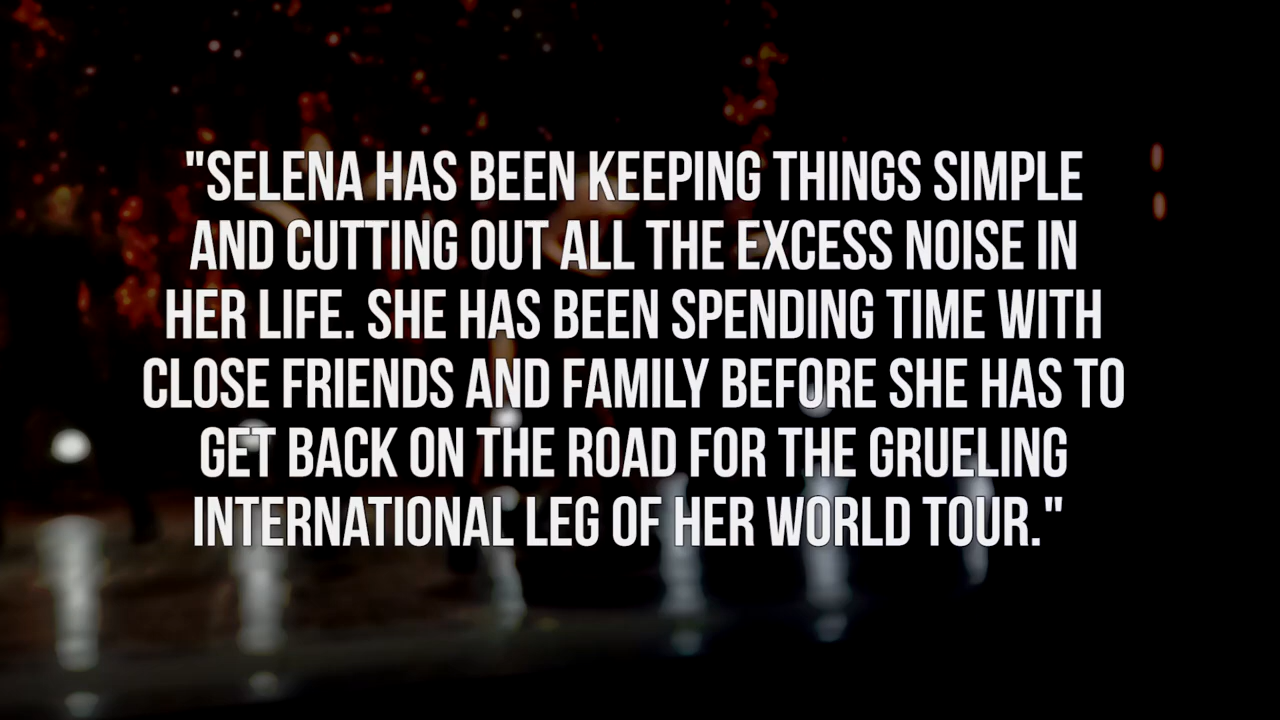 "SELENA HAS BEEN KEEPING THINGS SIMPLE
AND CUTTING OUT ALL THE EXCESS NOISE IN
HER LIFE. SHE HAS BEEN SPENDING TIME WITH
CLOSE FRIENDS AND FAMILY BEFORE SHE HAS TO
GET BACK ON THE ROAD FOR THE GRUELING
INTERNATIONAL LEG OF HER WORLD TOUR."